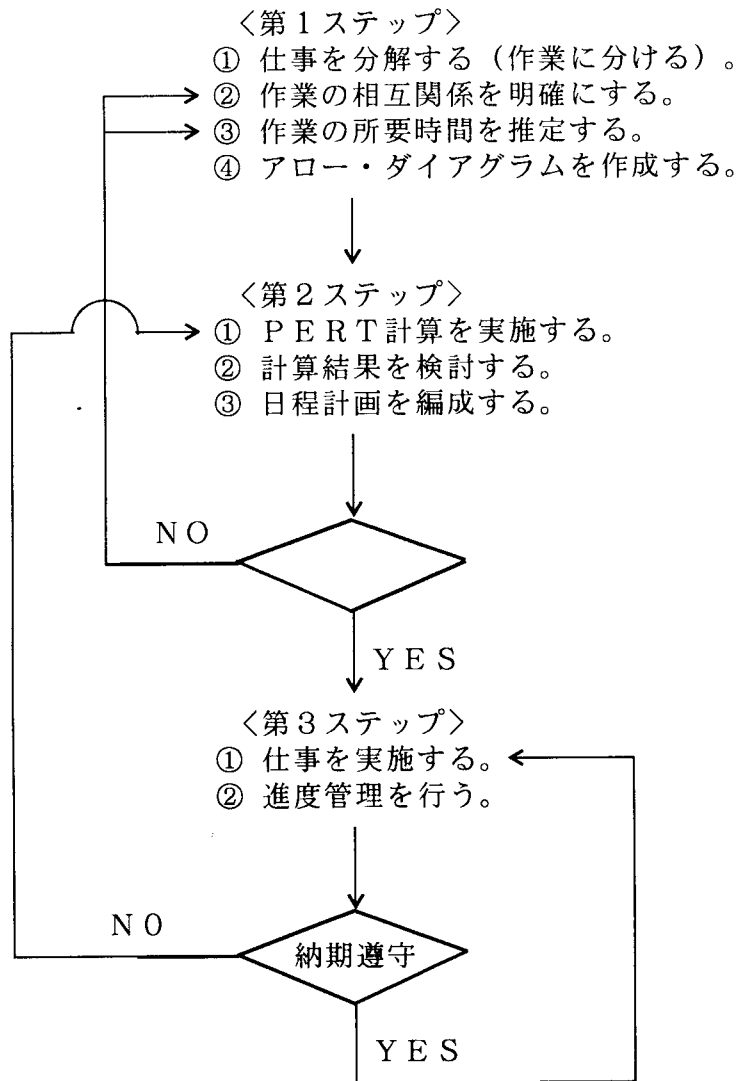 〈第１ステップ〉
① 仕事を分解する（作業に分ける）。
② 作業の相互関係を明確にする。
③ 作業の所要時間を推定する。
④ アロー・ダイアグラムを作成する。
〈第２ステップ〉
① ＰＥＲＴ計算を実施する。
② 計算結果を検討する。
③ 日程計画を編成する。
ＮＯ
ＹＥＳ
〈第３ステップ〉
① 仕事を実施する。
② 進度管理を行う。
ＮＯ
納期遵守
ＹＥＳ